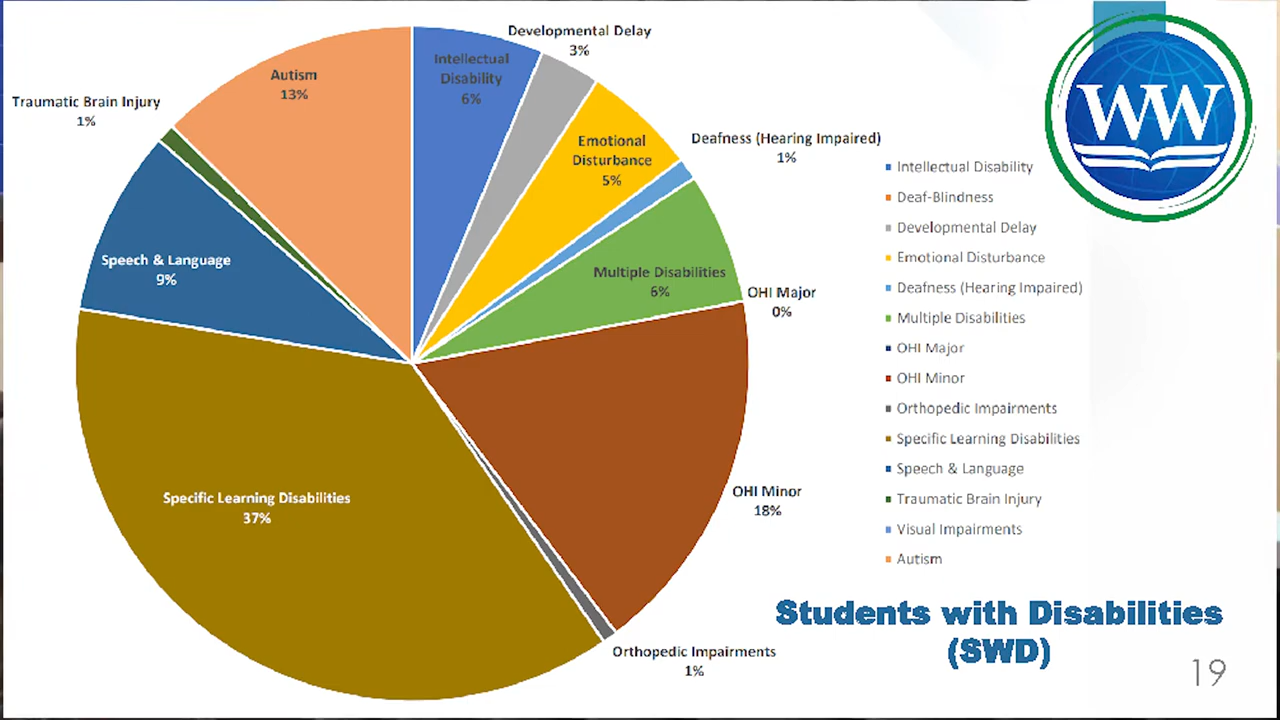 Developmental Delay
3%
Intellectual
Disability
6%
Autism
13%
Traumatic Brain Injury
1%
Emotional
Disturbance
5%
Deafness (Hearing Impaired)
1%
Speech & Language
9%
Multiple Disabilities
6%
OHI Major
0%
OHI Minor
18%
Specific Learning Disabilities
37%
Orthopedic Impairments
1%
WW
Intellectual Disability
Deaf-Blindness
Developmental Delay
Emotional Disturbance
Deafness (Hearing Impaired)
Multiple Disabilities
OHI Major
OHI Minor
Orthopedic Impairments
Specific Learning Disabilities
Speech & Language
Traumatic Brain Injury
Visual Impairments
Autism
Students with Disabilities
(SWD)
19